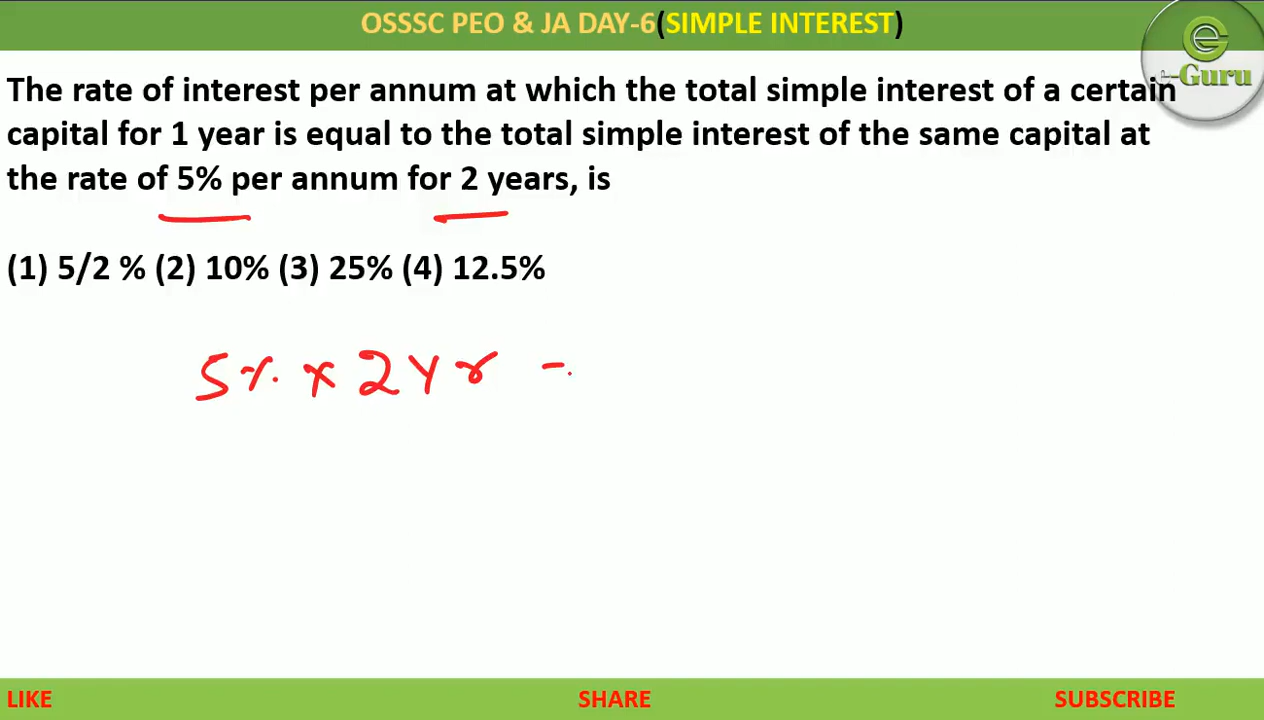 OSSSC PEO & JA DAY-6(SIMPLE INTEREST)
e-Guru
The rate of interest per annum at which the total simple interest of a certain
capital for 1 year is equal to the total simple interest of the same capital at
the rate of 5% per annum for 2 years, is
(1) 5/2 % (2) 10% (3) 25% (4) 12.5%
5% x 2 Yr =
LIKE SHARE SUBSCRIBE